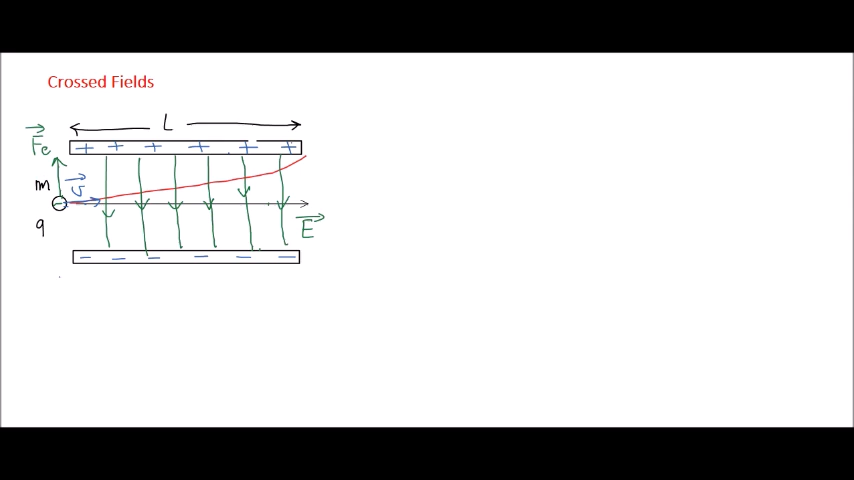 Crossed Fields
L
+ + + + + +
Fe
m
v
-
q
E
- - - - - -